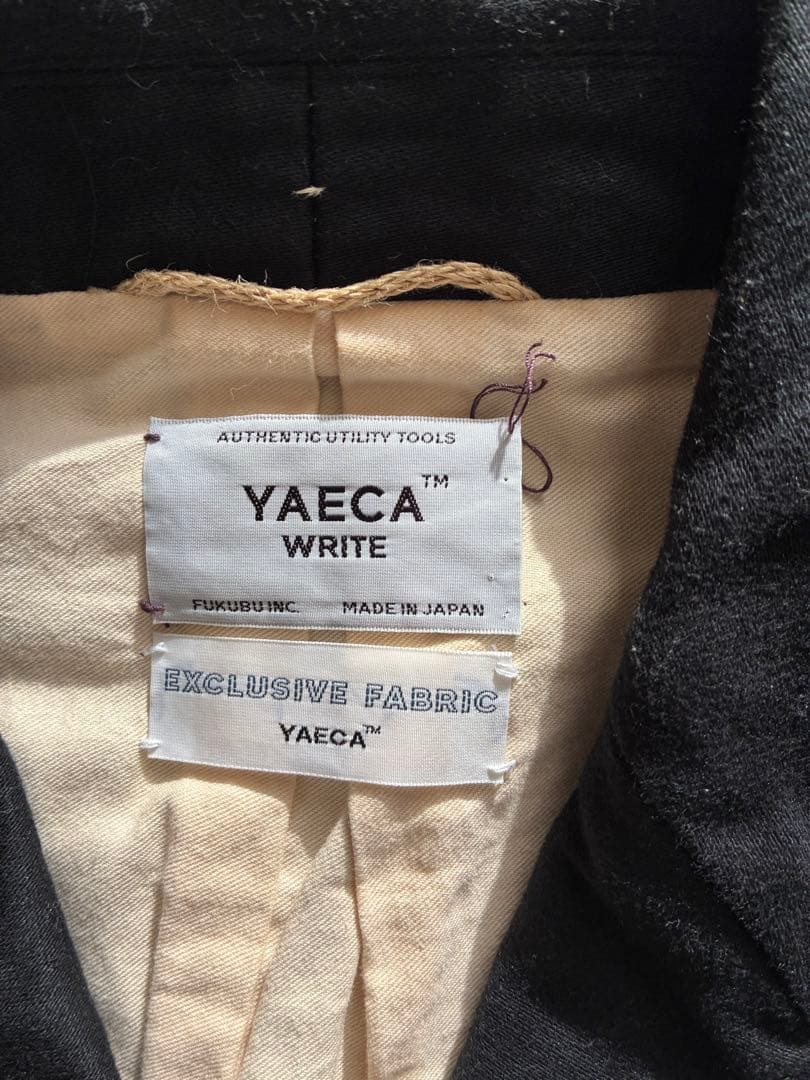 AUTHENTIC UTILITY TOOLS
YAECA™
WRITE
FUKUBU INC. MADE IN JAPAN
EXCLUSIVE FABRIC
YAECA™